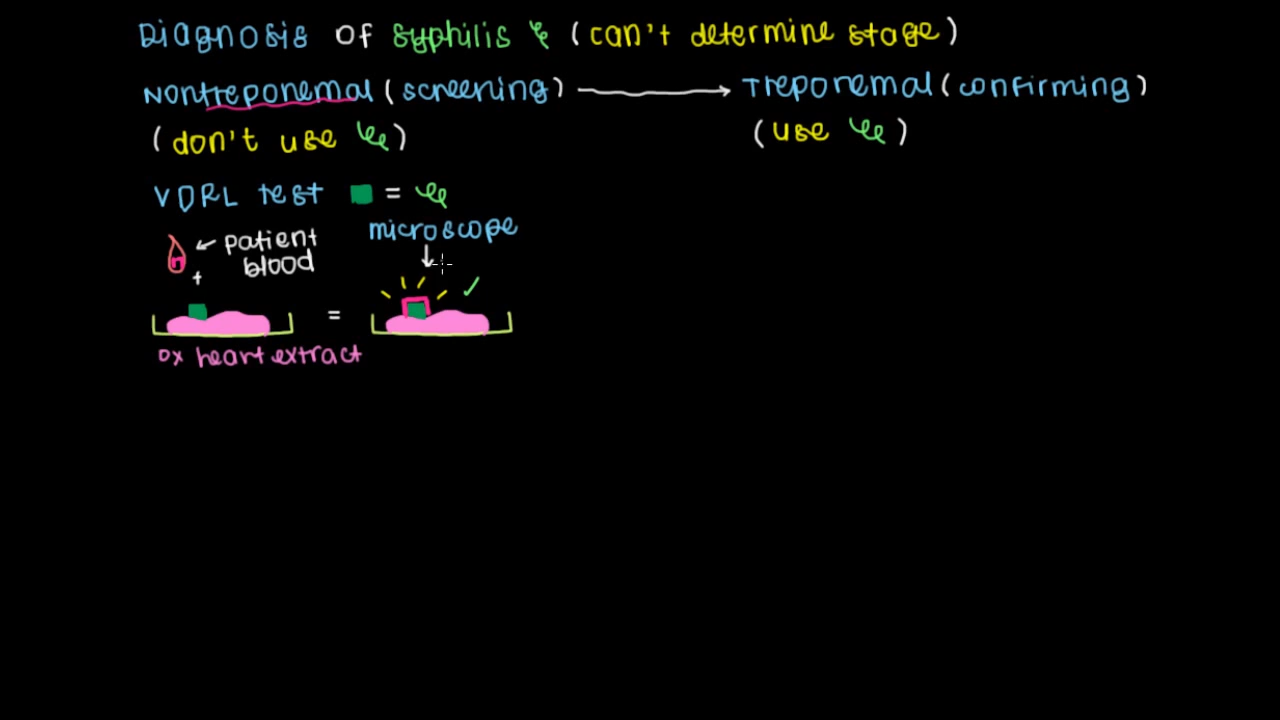 Diagnosis of syphilis (can't determine stage)
Nontreponemal (screening) → Treponemal (confirming)
(don't use ) (use )
VDRL test =
microscope
← patient
blood
+
=
ox heart extract